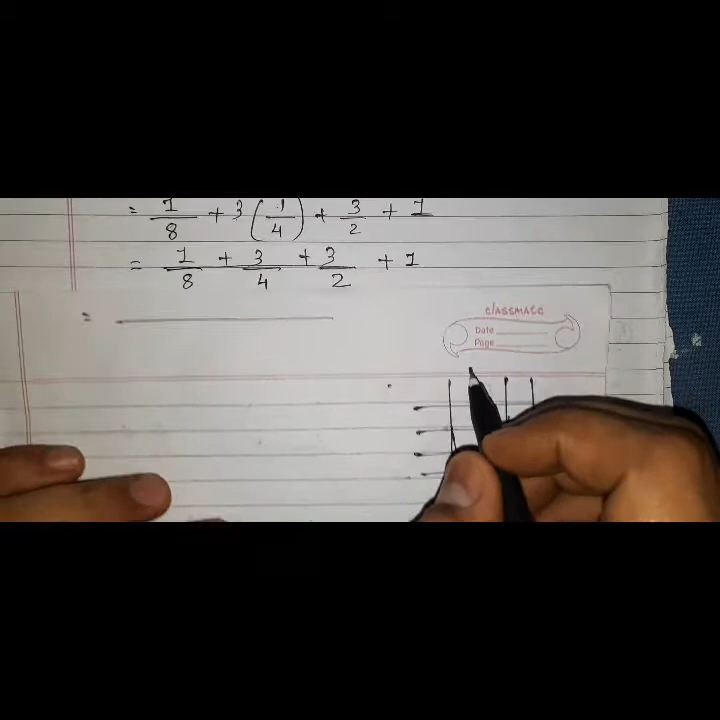 = 1/8 + 3 (1/4) + 3/2 + 1
= 1/8 + 3/4 + 3/2 + 1
=
classmate
Date
Page